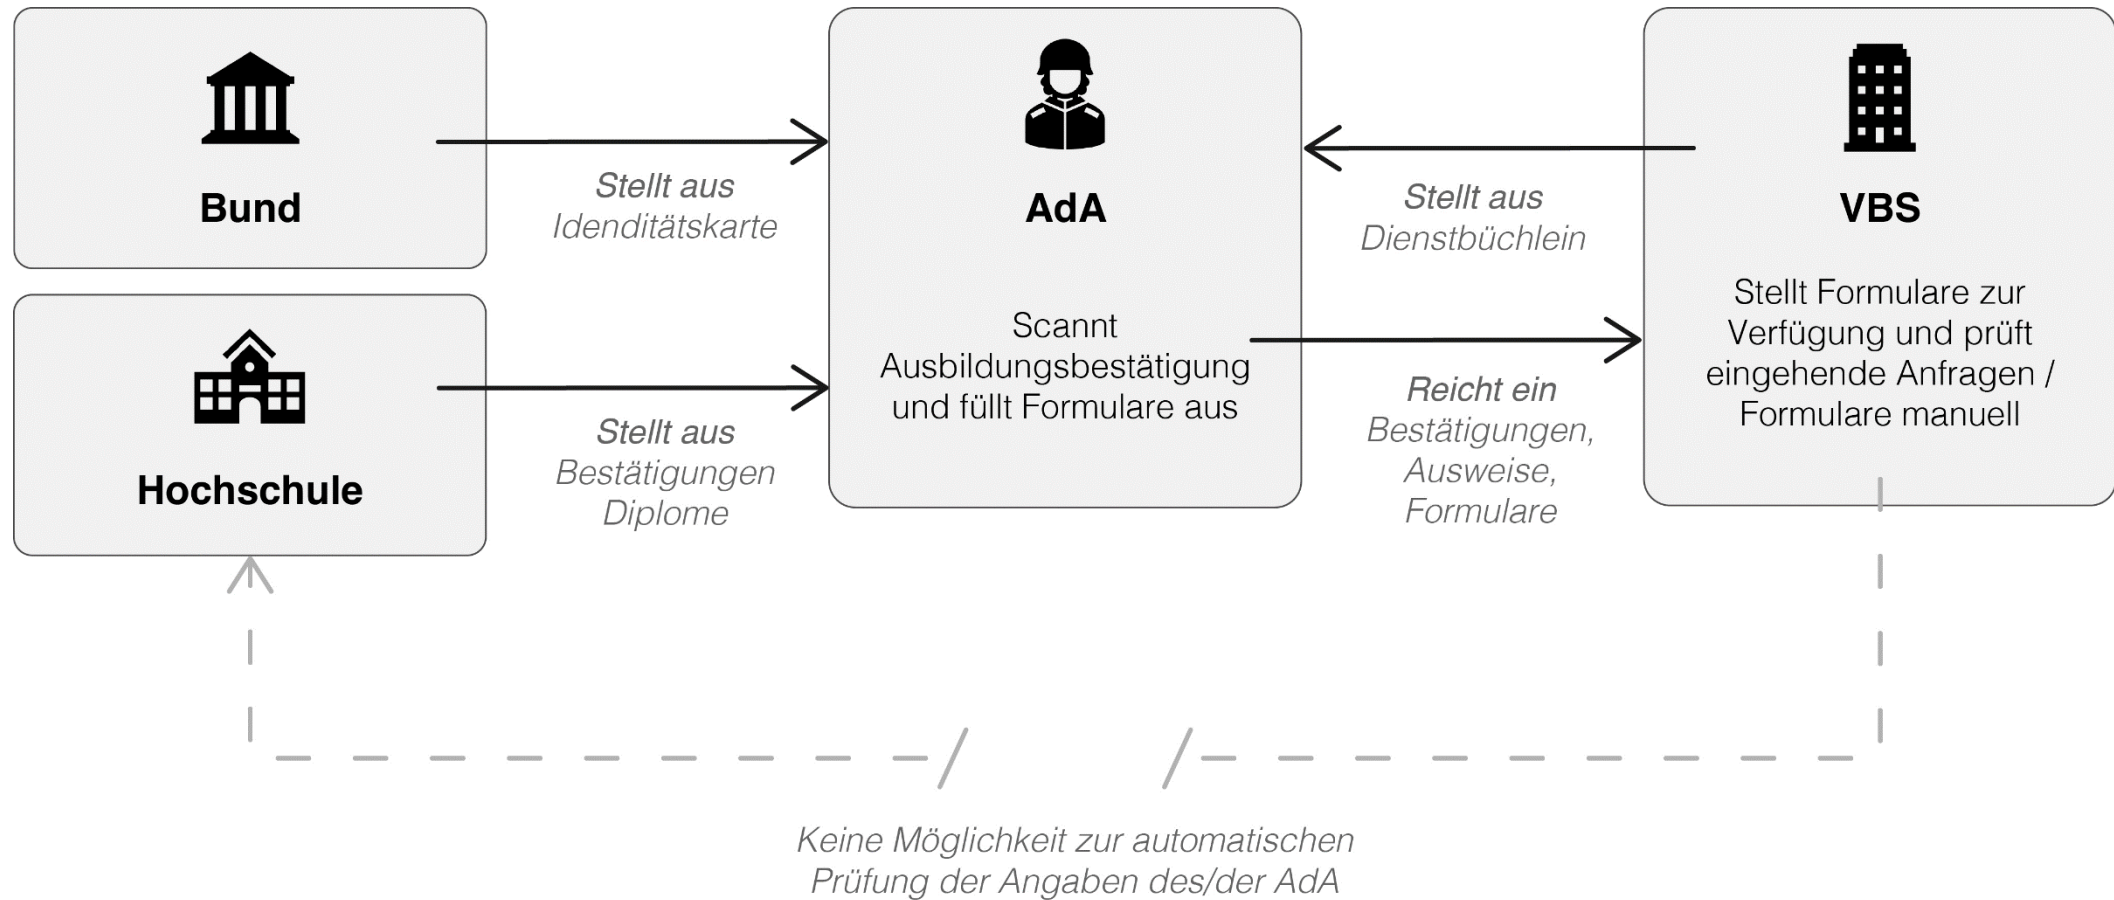 Bund
Stellt aus
Idenditätskarte
Hochschule
Stellt aus
Bestätigungen
Diplome
AdA
Scannt
Ausbildungsbestätigung
und füllt Formulare aus
Stellt aus
Dienstbüchlein
Reicht ein
Bestätigungen,
Ausweise,
Formulare
VBS
Stellt Formulare zur
Verfügung und prüft
eingehende Anfragen /
Formulare manuell
Keine Möglichkeit zur automatischen
Prüfung der Angaben des/der AdA